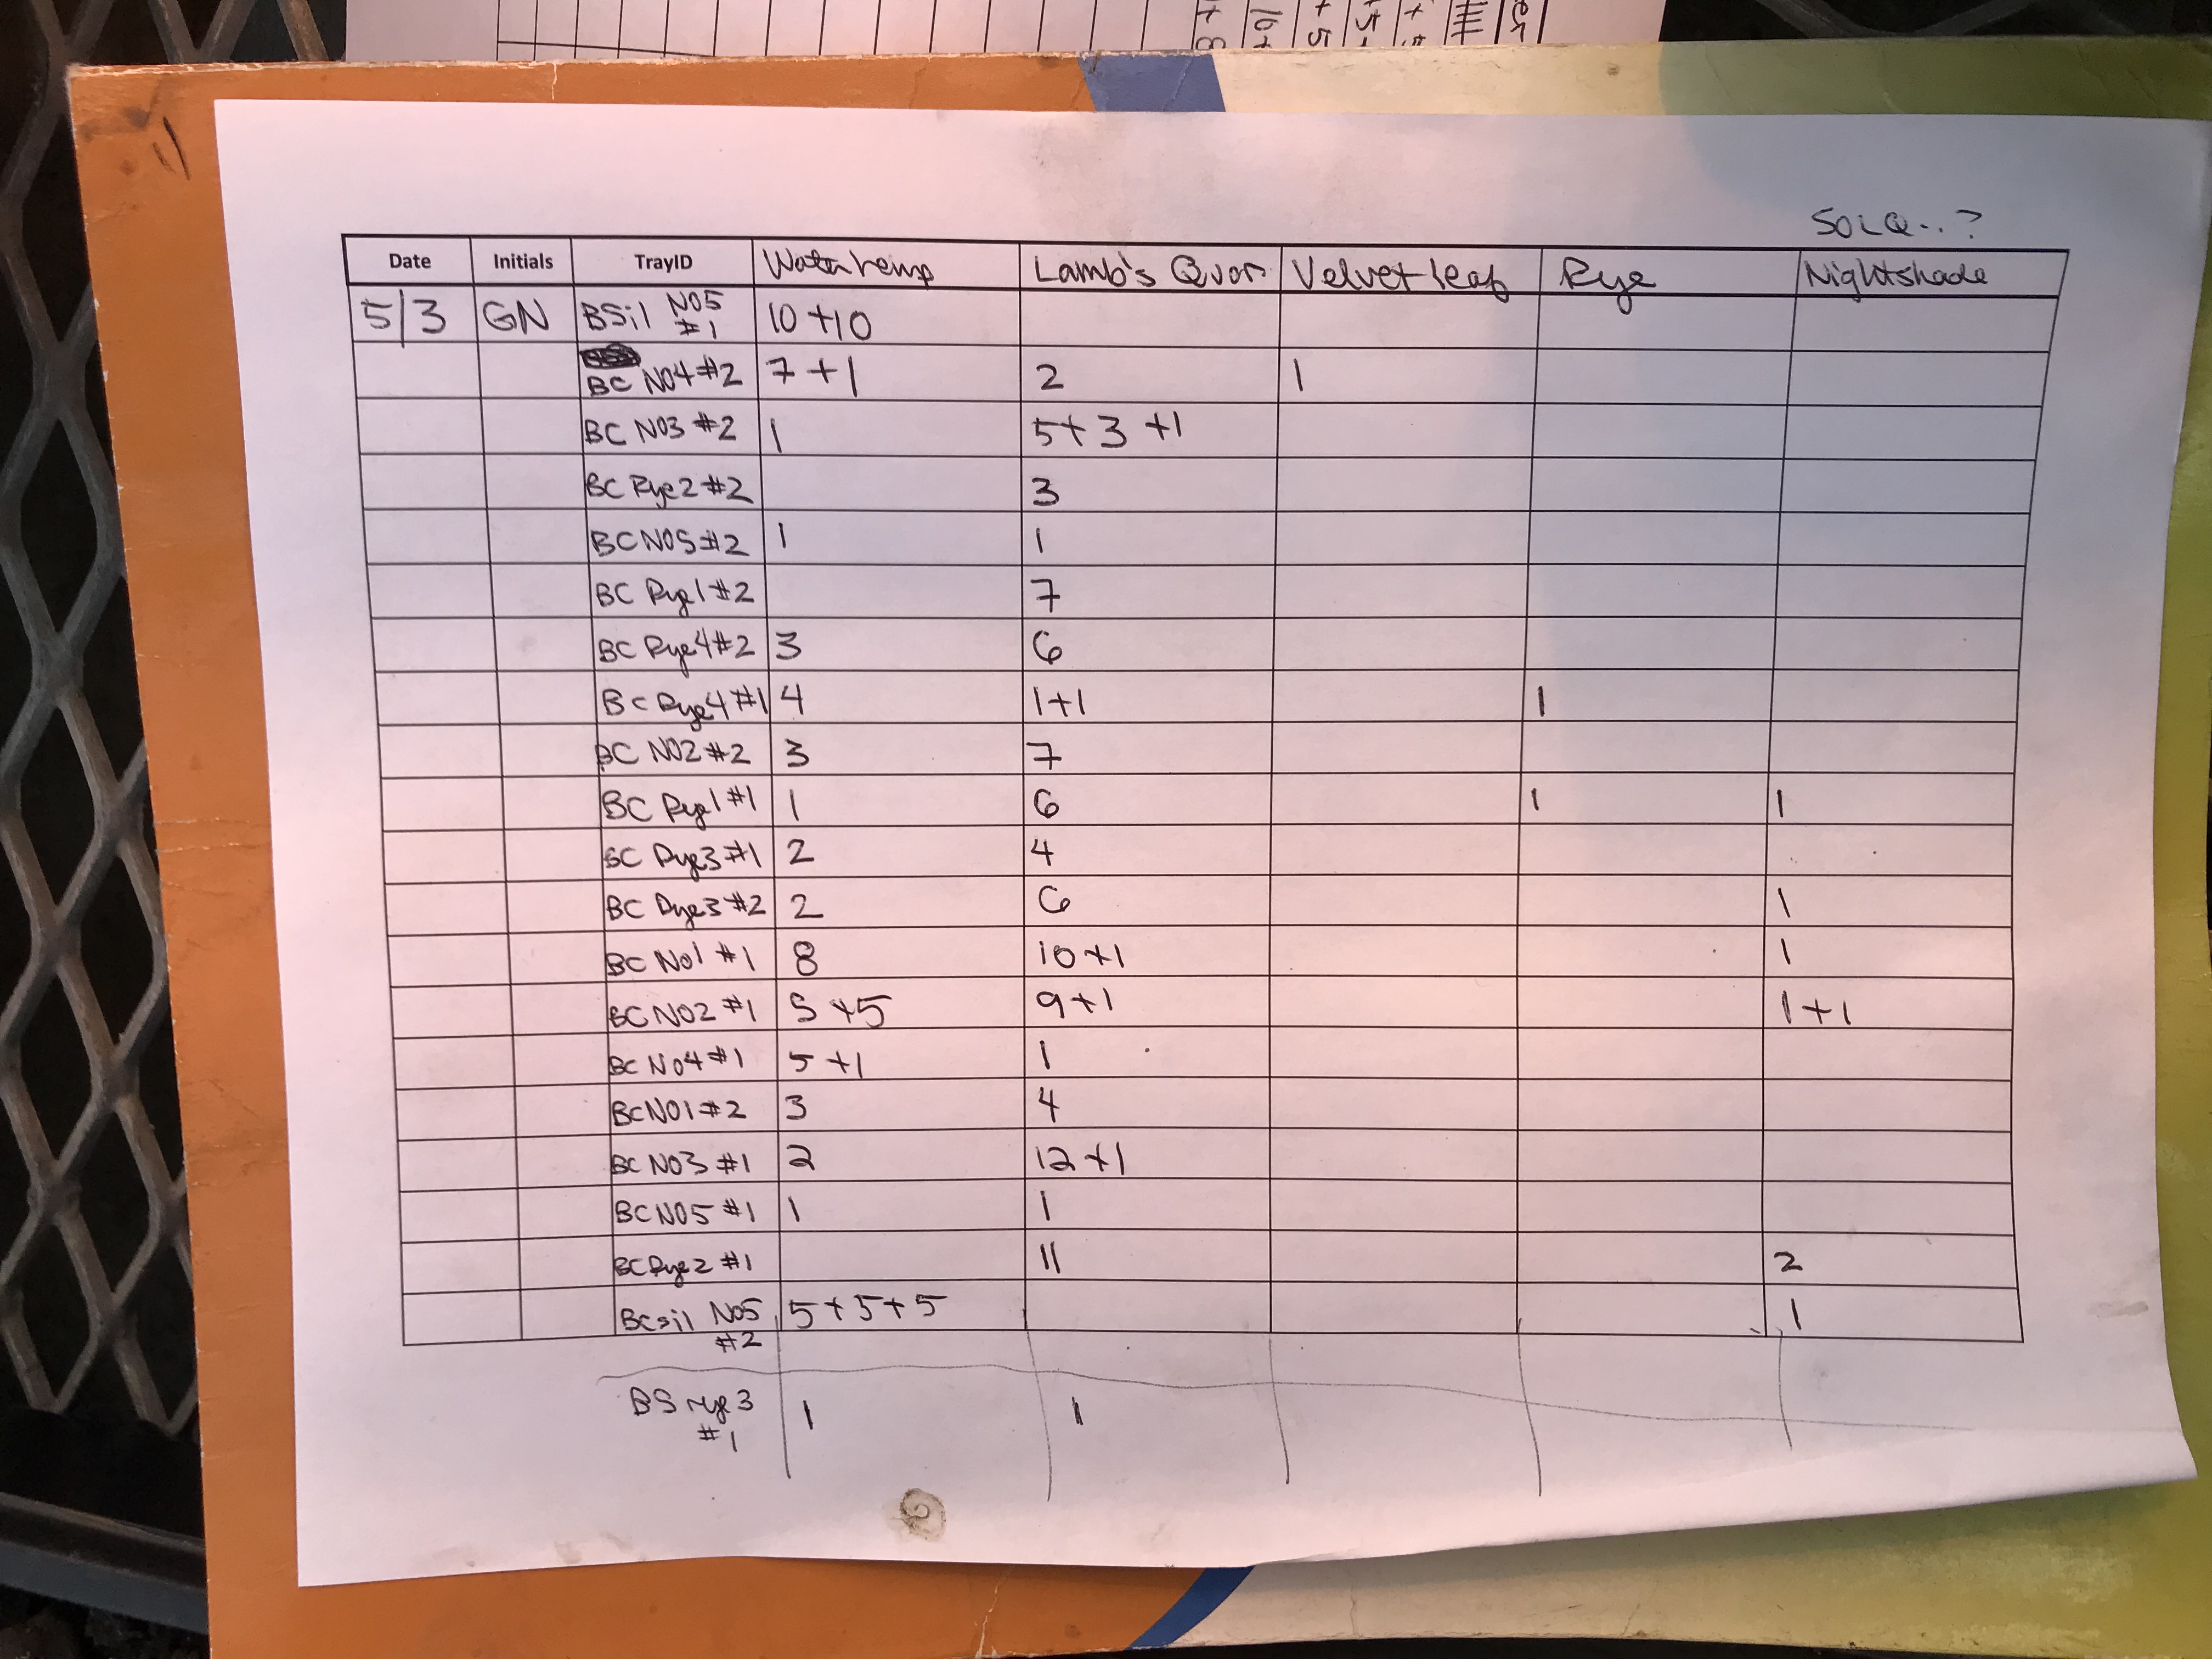 SOLQ..?
Date Initials TrayID Waterhemp Lamb's Quar Velvetleaf Rye Nightshade
5/3 GN BSil NO5 #1 10+10
BC NO4 #2 7+1 2 1
BC NO3 #2 1 5+3+1
BC Rye2 #2 3
BC NO5 #2 1 1
BC Rye1 #2 7
BC Rye4 #2 3 6
BC Rye4 #1 4 1+1 1
BC NO2 #2 3 7
BC Rye1 #1 1 6 1 1
BC Rye3 #1 2 4
BC Rye3 #2 2 6 1
BC NO1 #1 8 10+1 1
BC NO2 #1 5+5 9+1 1+1
BC NO4 #1 5+1 1
BC NO1 #2 3 4
BC NO3 #1 2 12+1
BC NO5 #1 1 1
BC Rye2 #1 11 2
BCsil NO5 #2 5+5+5 1
BS rye 3 #1 1 1